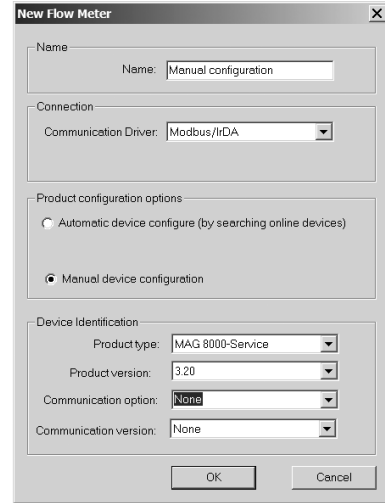 New Flow Meter
Name
Name: Manual configuration
Connection
Communication Driver: Modbus/IrDA
Product configuration options
Automatic device configure (by searching online devices)
Manual device configuration
Device Identification
Product type: MAG 8000-Service
Product version: 3.20
Communication option: None
Communication version: None
OK Cancel